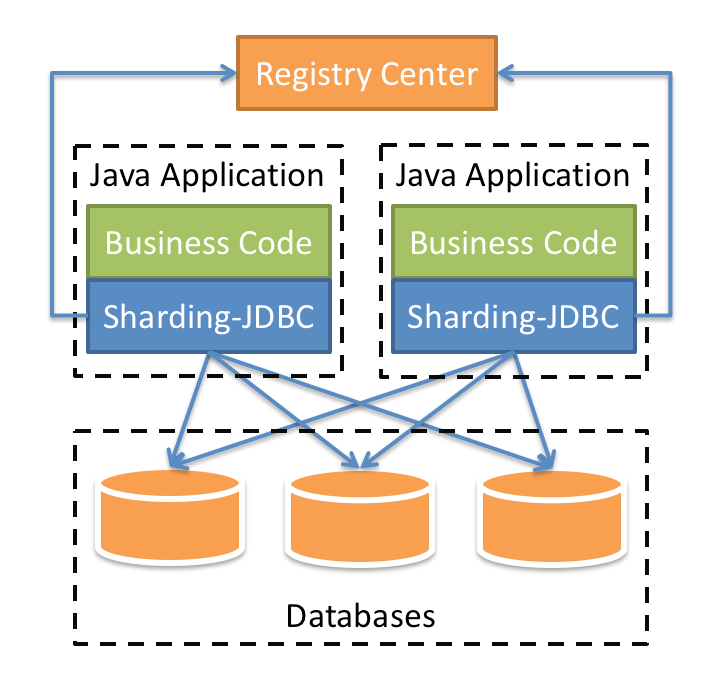 Registry Center
Java Application
Business Code
Sharding-JDBC
Java Application
Business Code
Sharding-JDBC
Databases